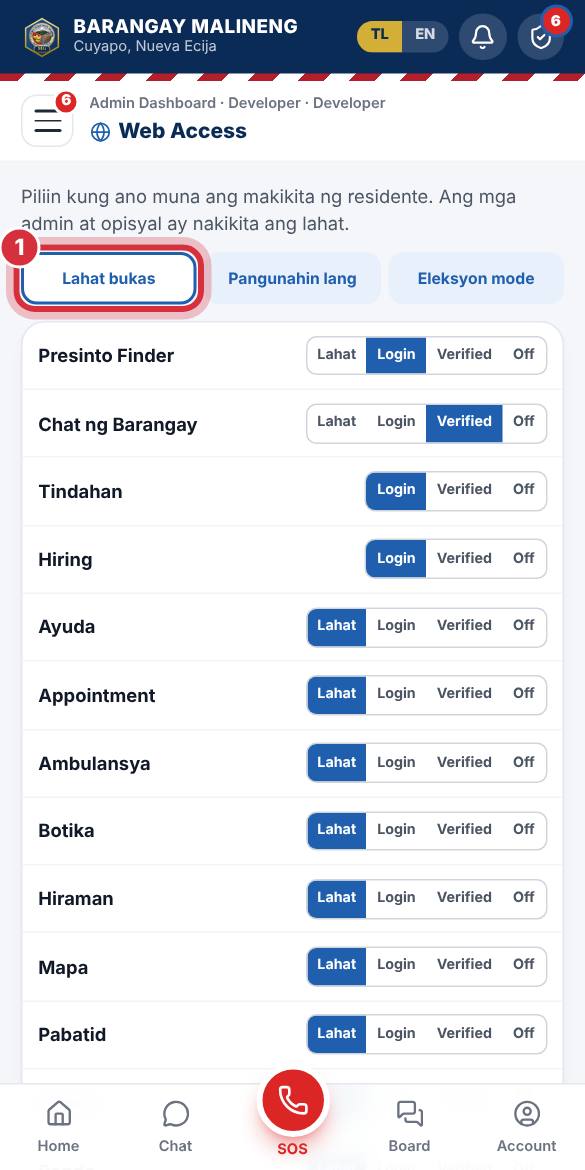 BARANGAY MALINENG
Cuyapo, Nueva Ecija
TL EN
6
6
Admin Dashboard · Developer · Developer
Web Access
Piliin kung ano muna ang makikita ng residente. Ang mga
admin at opisyal ay nakikita ang lahat.
1
Lahat bukas Pangunahin lang Eleksyon mode
Presinto Finder Lahat Login Verified Off
Chat ng Barangay Lahat Login Verified Off
Tindahan Login Verified Off
Hiring Login Verified Off
Ayuda Lahat Login Verified Off
Appointment Lahat Login Verified Off
Ambulansya Lahat Login Verified Off
Botika Lahat Login Verified Off
Hiraman Lahat Login Verified Off
Mapa Lahat Login Verified Off
Pabatid Lahat Login Verified Off
Home Chat SOS Board Account